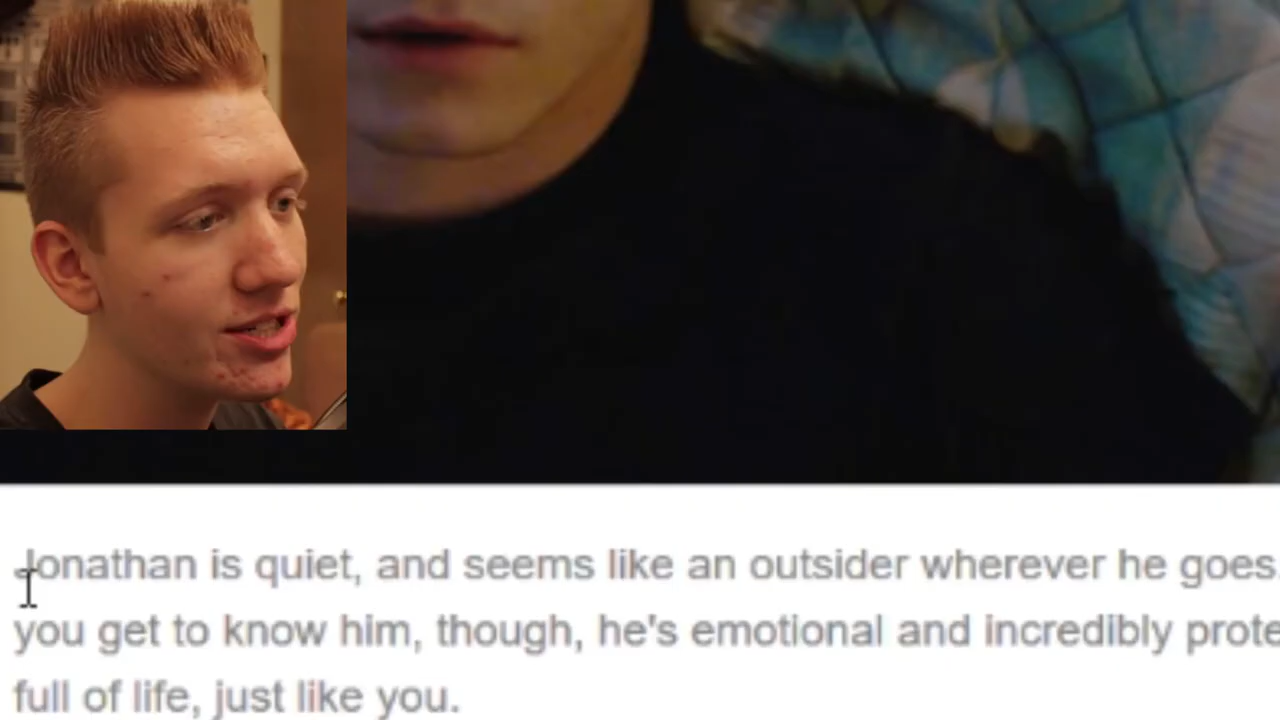 Jonathan is quiet, and seems like an outsider wherever he goes.
you get to know him, though, he's emotional and incredibly prote
full of life, just like you.